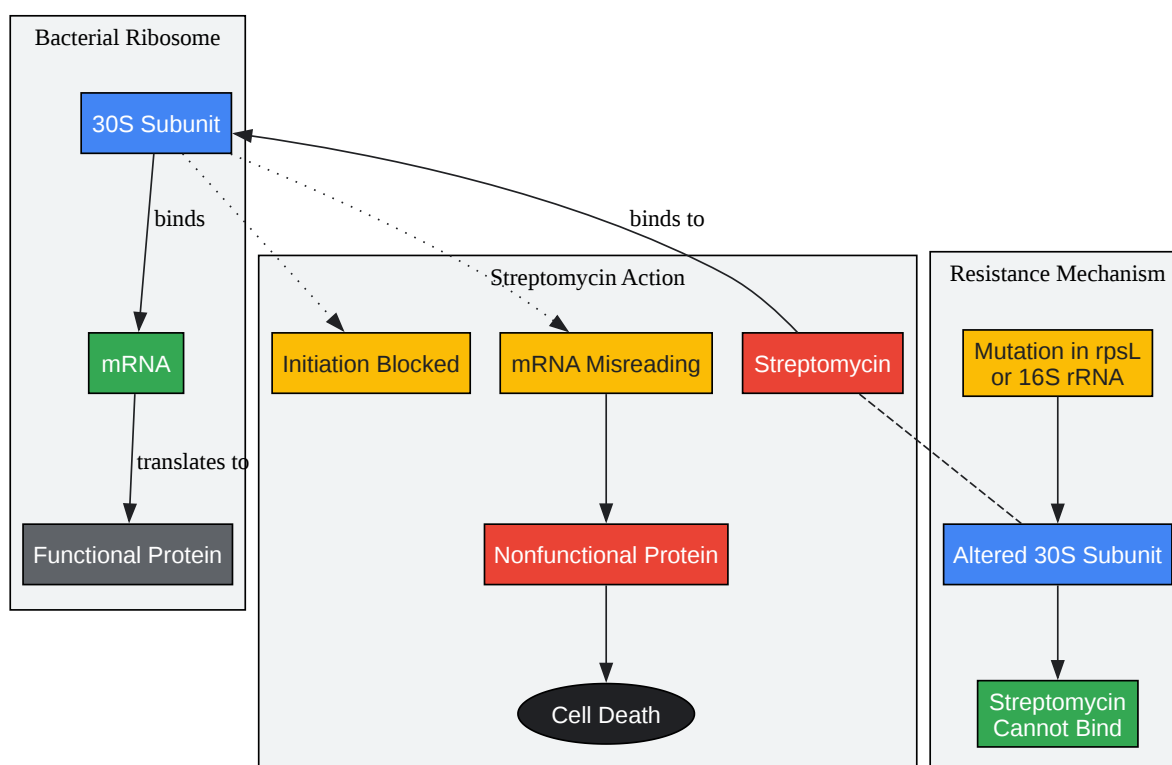 Bacterial Ribosome
30S Subunit
binds
mRNA
translates to
Functional Protein
binds to
Streptomycin Action
Initiation Blocked
mRNA Misreading
Streptomycin
Nonfunctional Protein
Cell Death
Resistance Mechanism
Mutation in rpsL
or 16S rRNA
Altered 30S Subunit
Streptomycin
Cannot Bind